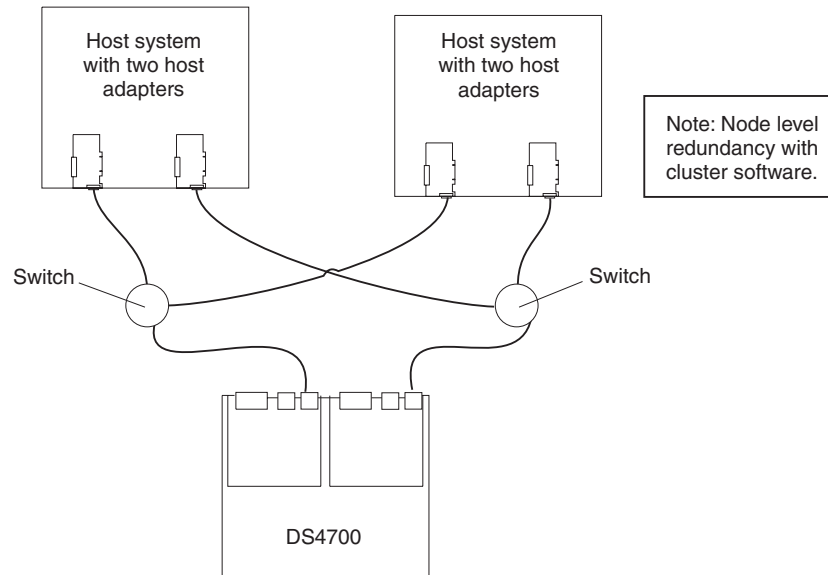 Host system
with two host
adapters
Host system
with two host
adapters
Note: Node level
redundancy with
cluster software.
Switch
Switch
DS4700